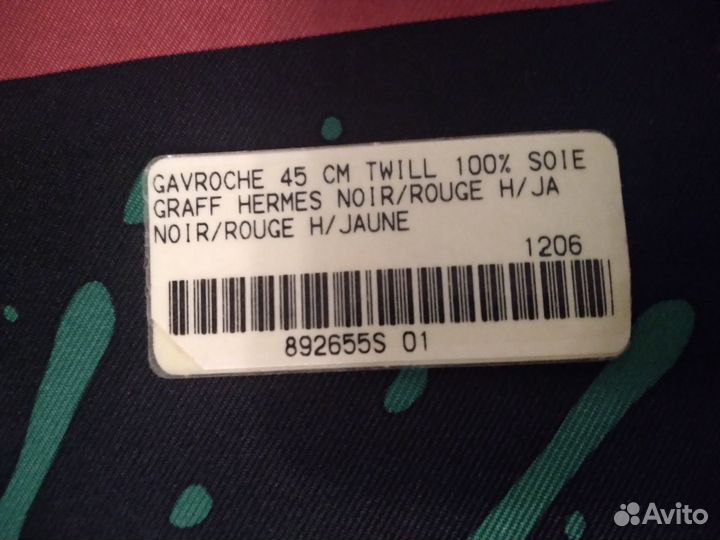 GAVROCHE 45 CM TWILL 100% SOIE
GRAFF HERMES NOIR/ROUGE H/JA
NOIR/ROUGE H/JAUNE
1206
892655S 01
Avito